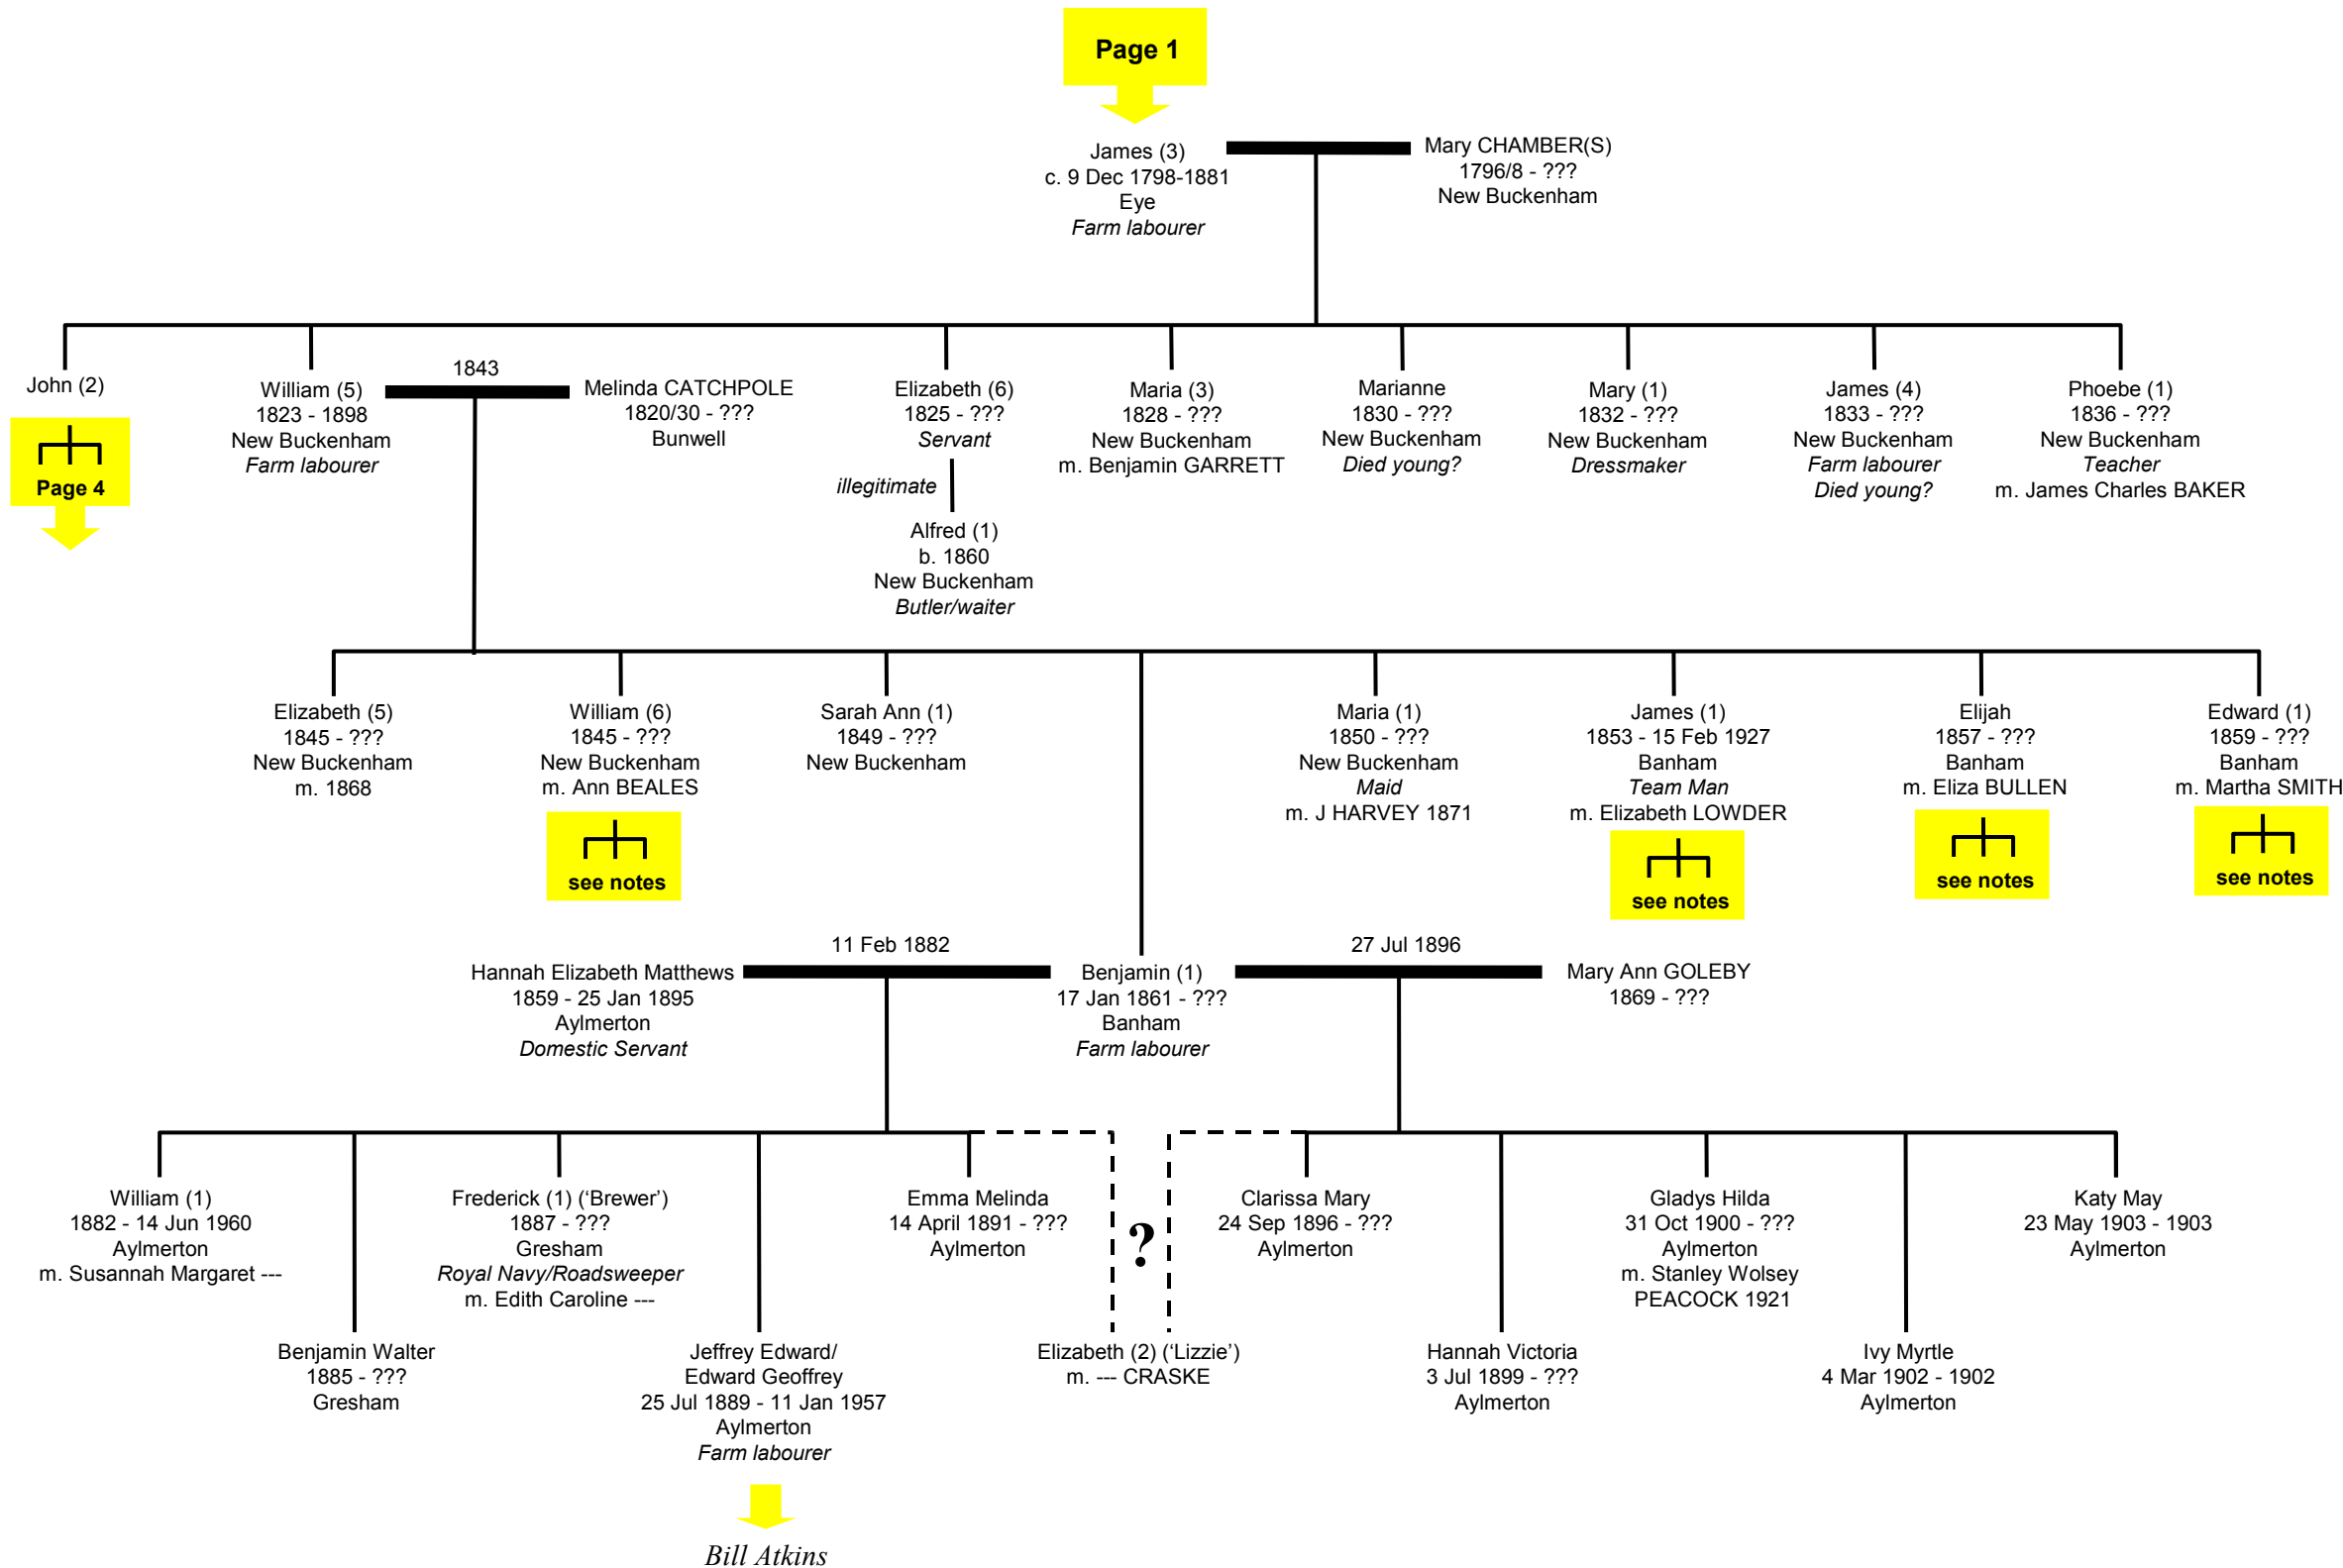 Page 1
James (3)
c. 9 Dec 1798-1881
Eye
Farm labourer
Mary CHAMBER(S)
1796/8 - ???
New Buckenham
John (2)
Page 4
William (5)
1823 - 1898
New Buckenham
Farm labourer
1843
Melinda CATCHPOLE
1820/30 - ???
Bunwell
Elizabeth (6)
1825 - ???
Servant
illegitimate
Alfred (1)
b. 1860
New Buckenham
Butler/waiter
Maria (3)
1828 - ???
New Buckenham
m. Benjamin GARRETT
Marianne
1830 - ???
New Buckenham
Died young?
Mary (1)
1832 - ???
New Buckenham
Dressmaker
James (4)
1833 - ???
New Buckenham
Farm labourer
Died young?
Phoebe (1)
1836 - ???
New Buckenham
Teacher
m. James Charles BAKER
Elizabeth (5)
1845 - ???
New Buckenham
m. 1868
William (6)
1845 - ???
New Buckenham
m. Ann BEALES
see notes
Sarah Ann (1)
1849 - ???
New Buckenham
Maria (1)
1850 - ???
New Buckenham
Maid
m. J HARVEY 1871
James (1)
1853 - 15 Feb 1927
Banham
Team Man
m. Elizabeth LOWDER
see notes
Elijah
1857 - ???
Banham
m. Eliza BULLEN
see notes
Edward (1)
1859 - ???
Banham
m. Martha SMITH
see notes
Hannah Elizabeth Matthews
1859 - 25 Jan 1895
Aylmerton
Domestic Servant
11 Feb 1882
Benjamin (1)
17 Jan 1861 - ???
Banham
Farm labourer
27 Jul 1896
Mary Ann GOLEBY
1869 - ???
William (1)
1882 - 14 Jun 1960
Aylmerton
m. Susannah Margaret ---
Benjamin Walter
1885 - ???
Gresham
Frederick (1) (‘Brewer’)
1887 - ???
Gresham
Royal Navy/Roadsweeper
m. Edith Caroline ---
Jeffrey Edward/
Edward Geoffrey
25 Jul 1889 - 11 Jan 1957
Aylmerton
Farm labourer
Bill Atkins
Emma Melinda
14 April 1891 - ???
Aylmerton
?
Elizabeth (2) (‘Lizzie’)
m. --- CRASKE
Clarissa Mary
24 Sep 1896 - ???
Aylmerton
Hannah Victoria
3 Jul 1899 - ???
Aylmerton
Gladys Hilda
31 Oct 1900 - ???
Aylmerton
m. Stanley Wolsey
PEACOCK 1921
Ivy Myrtle
4 Mar 1902 - 1902
Aylmerton
Katy May
23 May 1903 - 1903
Aylmerton